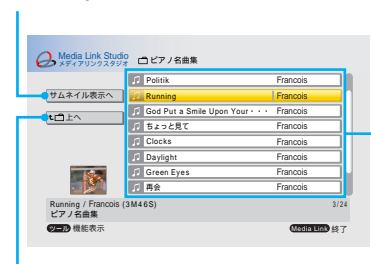 Media Link Studio
メディアリンクスタジオ
ピアノ名曲集
サムネイル表示へ
上へ
Politik Francois
Running Francois
God Put a Smile Upon Your・・・ Francois
ちょっと見て Francois
Clocks Francois
Daylight Francois
Green Eyes Francois
再会 Francois
Running / Francois (3M46S) 3/24
ピアノ名曲集
ツール 機能表示 Media Link 終了